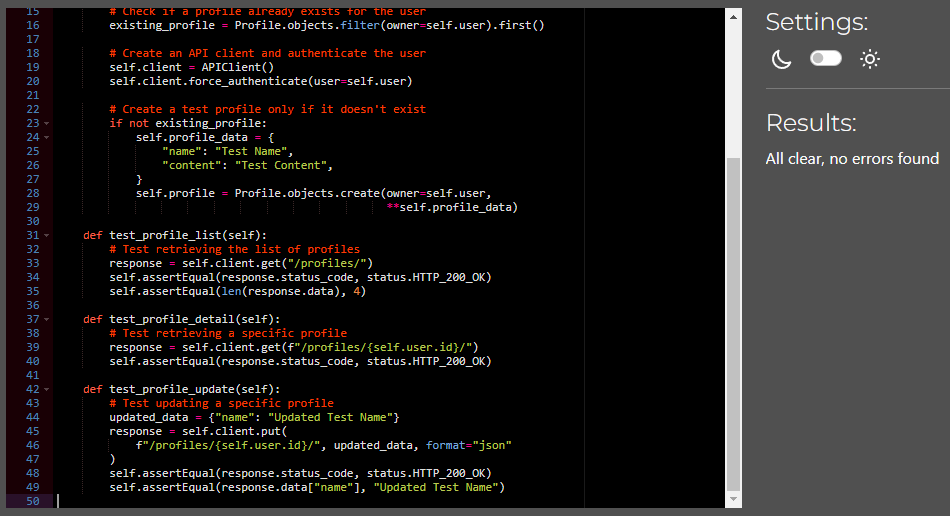 15 # Check if a profile already exists for the user
16 existing_profile = Profile.objects.filter(owner=self.user).first()
17
18 # Create an API client and authenticate the user
19 self.client = APIClient()
20 self.client.force_authenticate(user=self.user)
21
22 # Create a test profile only if it doesn't exist
23 if not existing_profile:
24 self.profile_data = {
25 "name": "Test Name",
26 "content": "Test Content",
27 }
28 self.profile = Profile.objects.create(owner=self.user,
29 **self.profile_data)
30
31 def test_profile_list(self):
32 # Test retrieving the list of profiles
33 response = self.client.get("/profiles/")
34 self.assertEqual(response.status_code, status.HTTP_200_OK)
35 self.assertEqual(len(response.data), 4)
36
37 def test_profile_detail(self):
38 # Test retrieving a specific profile
39 response = self.client.get(f"/profiles/{self.user.id}/")
40 self.assertEqual(response.status_code, status.HTTP_200_OK)
41
42 def test_profile_update(self):
43 # Test updating a specific profile
44 updated_data = {"name": "Updated Test Name"}
45 response = self.client.put(
46 f"/profiles/{self.user.id}/", updated_data, format="json"
47 )
48 self.assertEqual(response.status_code, status.HTTP_200_OK)
49 self.assertEqual(response.data["name"], "Updated Test Name")
50
Settings:
Results:
All clear, no errors found